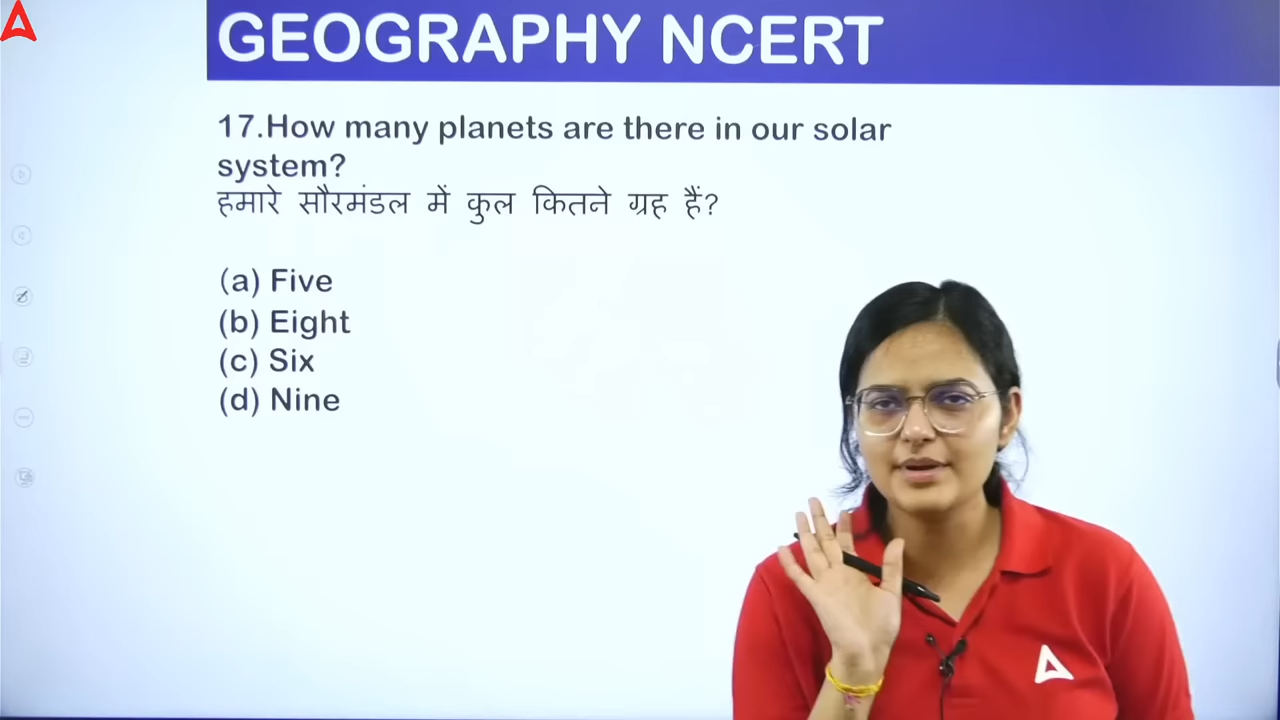 GEOGRAPHY NCERT
17.How many planets are there in our solar
system?
हमारे सौरमंडल में कुल कितने ग्रह हैं?
(a) Five
(b) Eight
(c) Six
(d) Nine